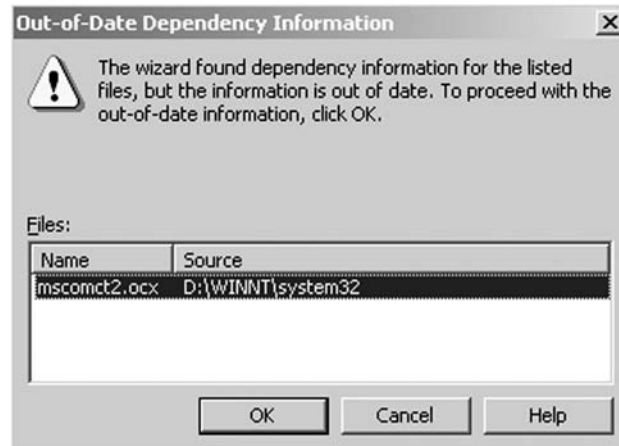 Out-of-Date Dependency Information
The wizard found dependency information for the listed
files, but the information is out of date. To proceed with the
out-of-date information, click OK.
Files:
Name Source
mscomct2.ocx D:\WINNT\system32
OK Cancel Help